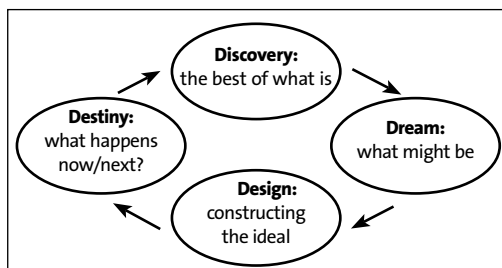 Discovery:
the best of what is
Dream:
what might be
Design:
constructing
the ideal
Destiny:
what happens
now/next?